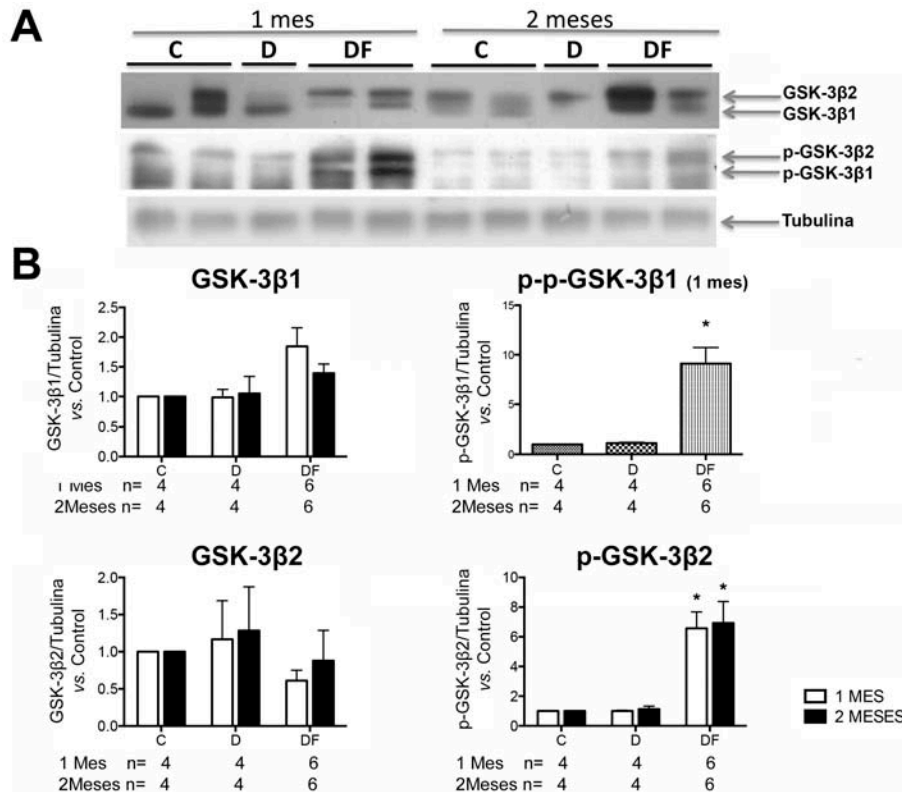 A
1 mes 2 meses
C D DF C D DF
GSK-3β2
GSK-3β1
p-GSK-3β2
p-GSK-3β1
Tubulina
B
GSK-3β1
GSK-3β1/Tubulina
vs. Control
2.5
2.0
1.5
1.0
0.5
0.0
C D DF
1 Mes n= 4 4 6
2Meses n= 4 4 6
p-p-GSK-3β1 (1 mes)
p-GSK-3β1/Tubulina
vs. Control
15
10
5
0
*
C D DF
1 Mes n= 4 4 6
2Meses n= 4 4 6
GSK-3β2
GSK-3β2/Tubulina
vs. Control
2.0
1.5
1.0
0.5
0.0
C D DF
1 Mes n= 4 4 6
2Meses n= 4 4 6
p-GSK-3β2
p-GSK-3β2/Tubulina
vs. Control
10
8
6
4
2
0
* *
C D DF
1 Mes n= 4 4 6
2Meses n= 4 4 6
1 MES
2 MESES